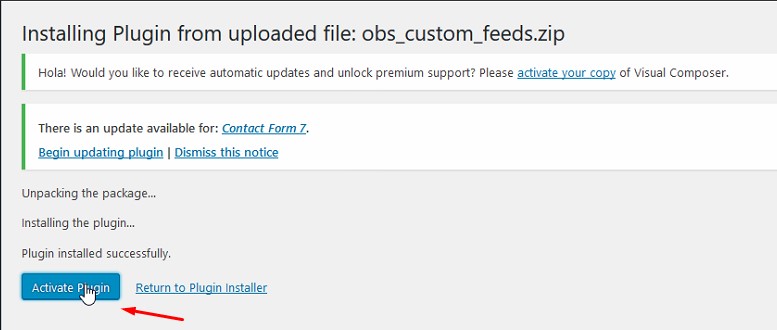 Installing Plugin from uploaded file: obs_custom_feeds.zip
Hola! Would you like to receive automatic updates and unlock premium support? Please activate your copy of Visual Composer.
There is an update available for: Contact Form 7.
Begin updating plugin | Dismiss this notice
Unpacking the package...
Installing the plugin...
Plugin installed successfully.
Activate Plugin Return to Plugin Installer